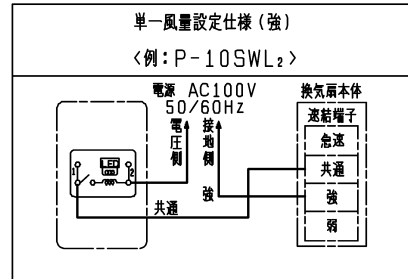 単一風量設定仕様（強）
〈例：P-10SWL₂〉
電源 AC100V
50/60Hz
換気扇本体
速結端子
電圧側
接地側
急速
共通
強
弱
強
共通
1
LED
2